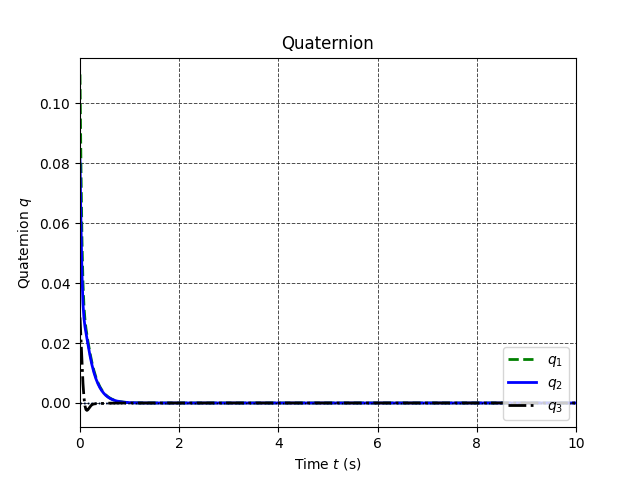 Quaternion
Quaternion q
0.10
0.08
0.06
0.04
0.02
0.00
q₁
q₂
q₃
0 2 4 6 8 10
Time t (s)